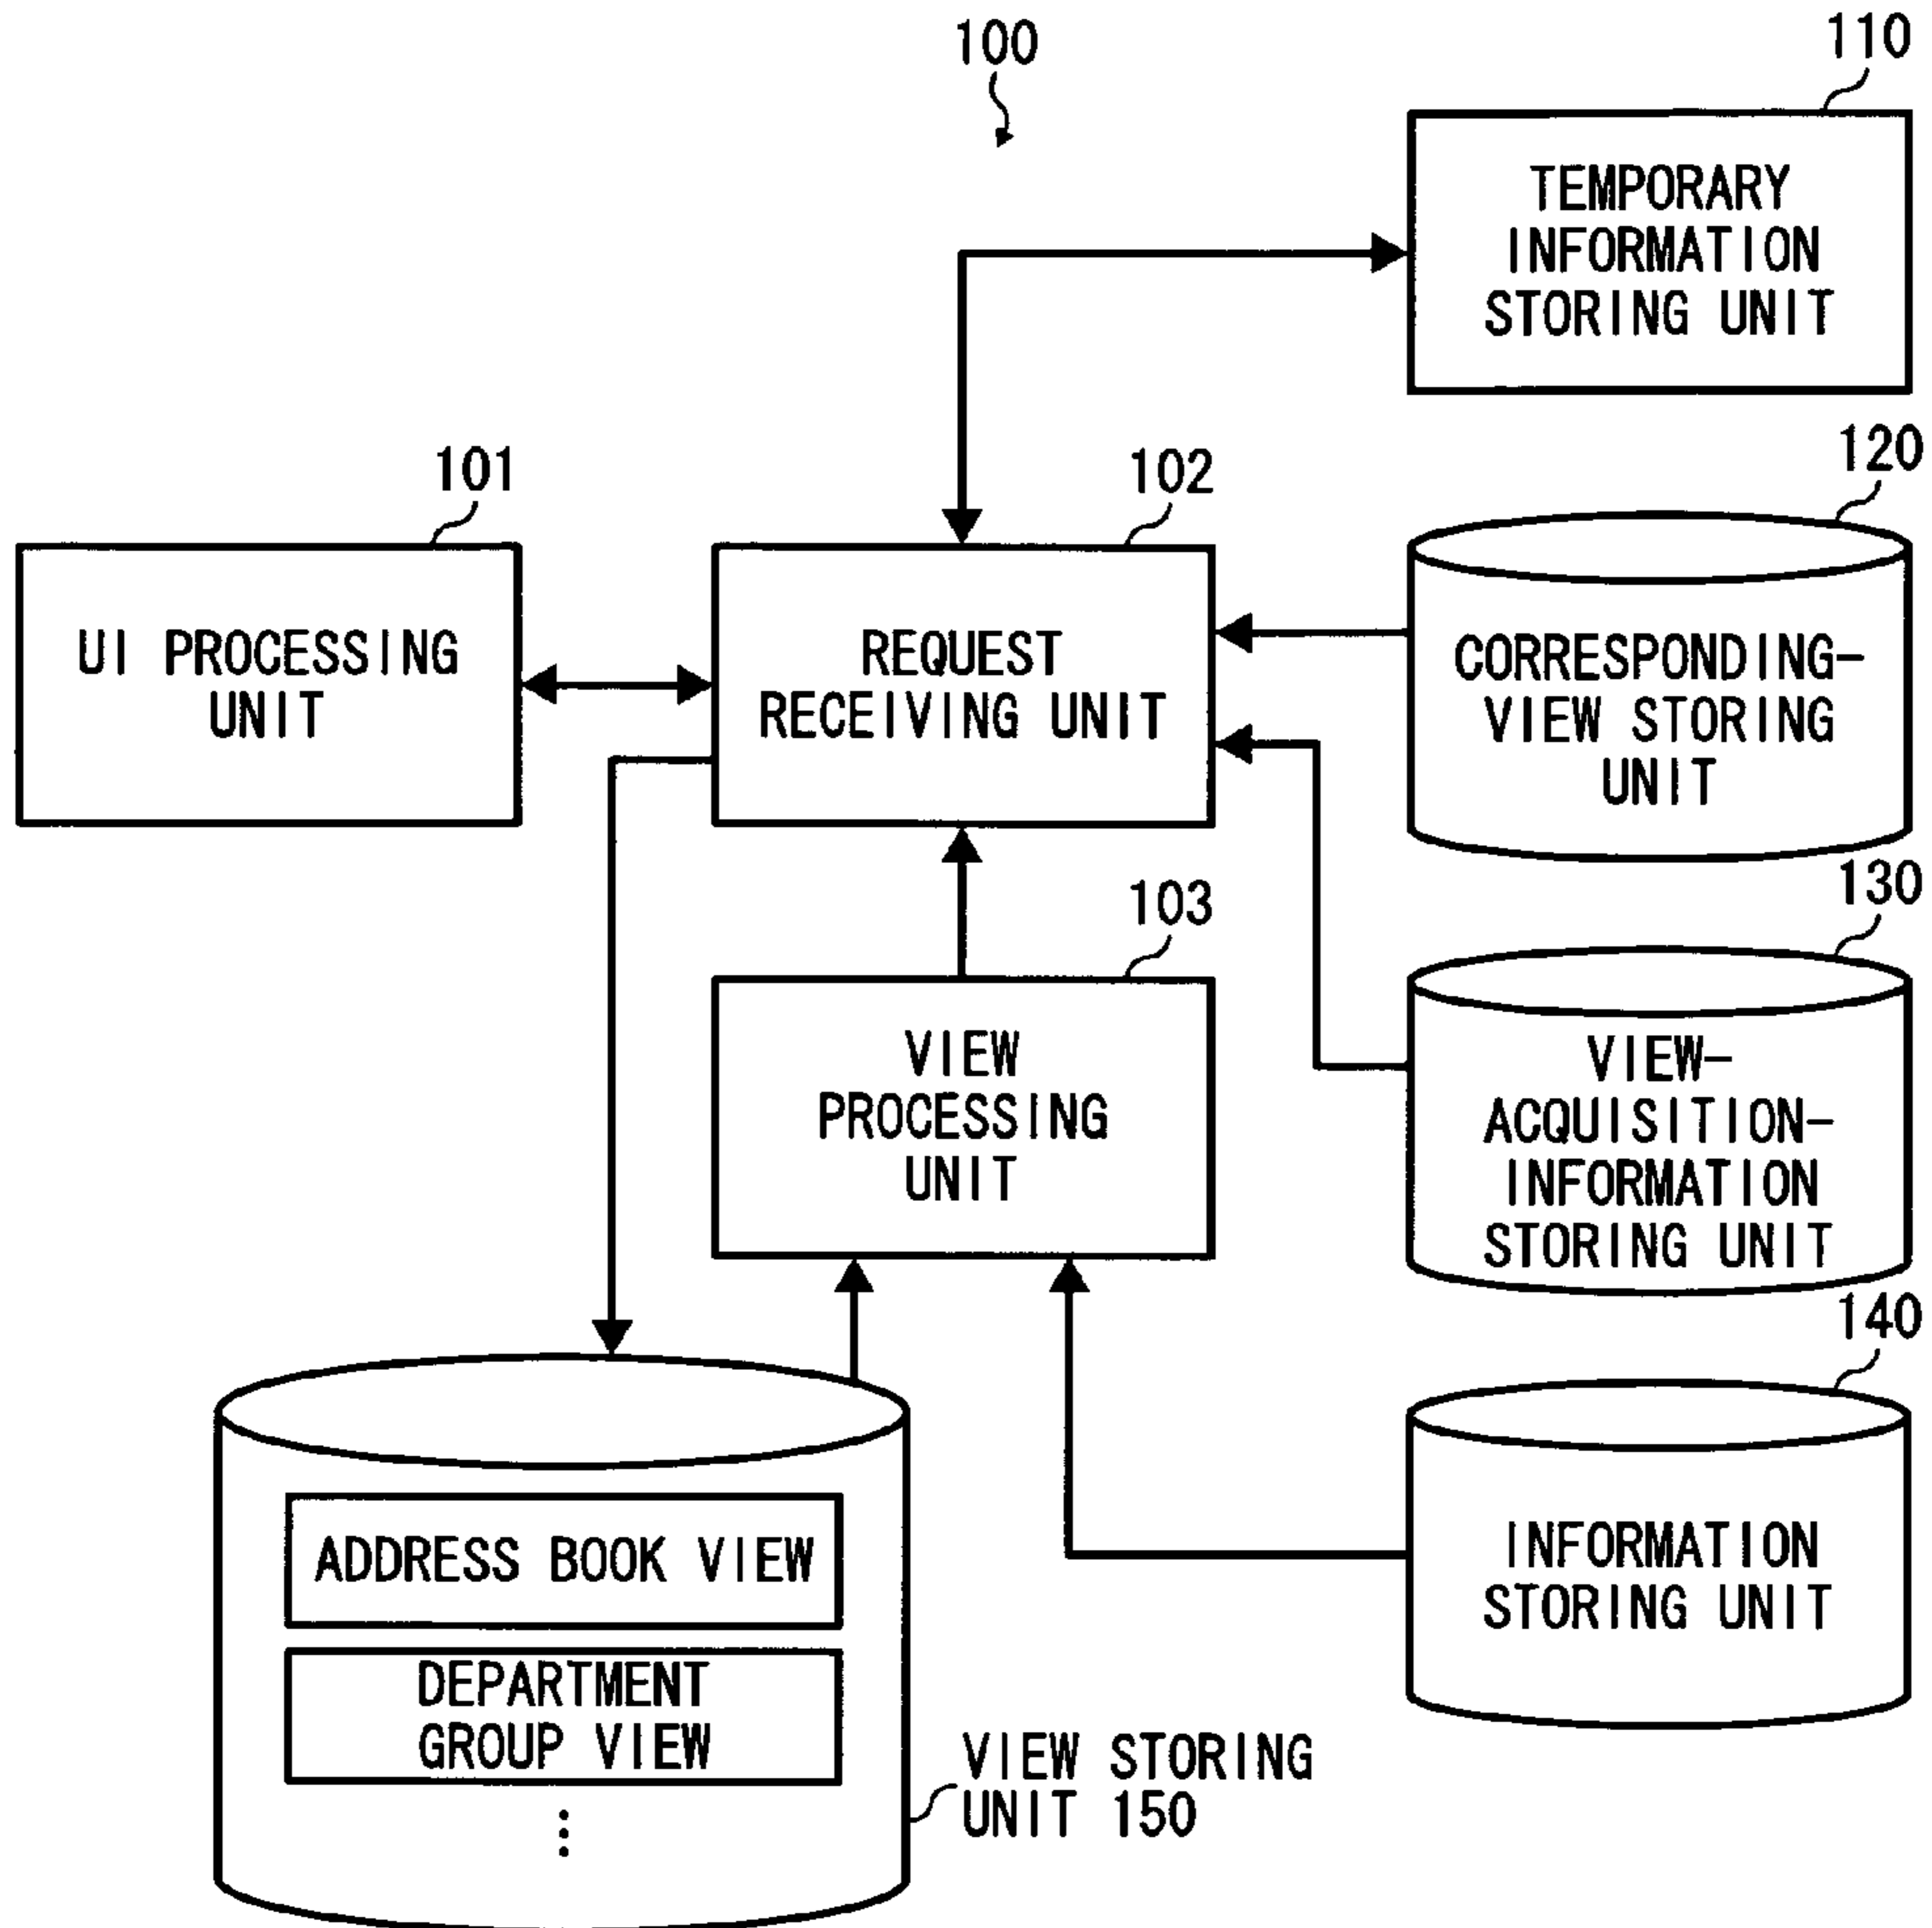 100
110
TEMPORARY
INFORMATION
STORING UNIT
101
102
120
UI PROCESSING
UNIT
REQUEST
RECEIVING UNIT
CORRESPONDING-
VIEW STORING
UNIT
103
130
VIEW
PROCESSING
UNIT
VIEW-
ACQUISITION-
INFORMATION
STORING UNIT
140
ADDRESS BOOK VIEW
DEPARTMENT
GROUP VIEW
⋮
VIEW STORING
UNIT 150
INFORMATION
STORING UNIT